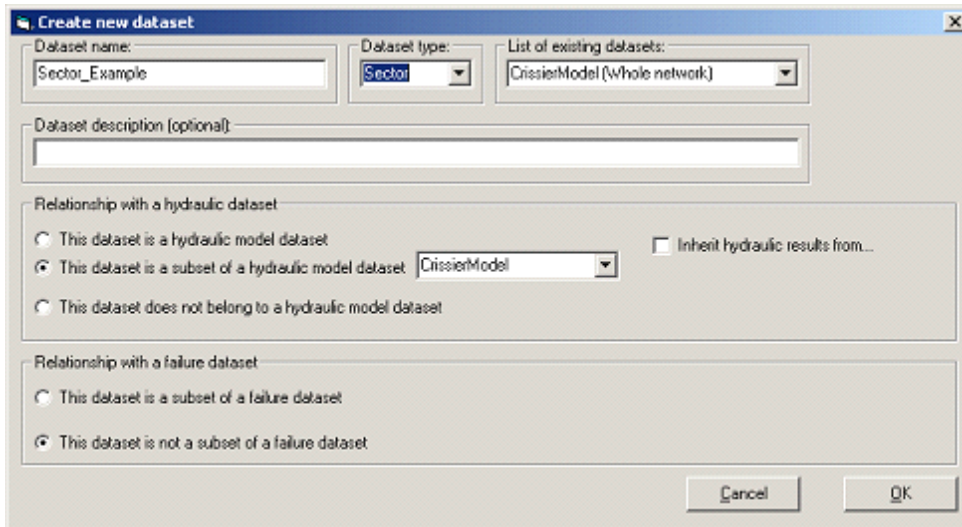 Create new dataset
Dataset name: Dataset type: List of existing datasets:
Sector_Example Sector CrissierModel (Whole network)
Dataset description (optional):
Relationship with a hydraulic dataset
This dataset is a hydraulic model dataset
Inherit hydraulic results from...
This dataset is a subset of a hydraulic model dataset CrissierModel
This dataset does not belong to a hydraulic model dataset
Relationship with a failure dataset
This dataset is a subset of a failure dataset
This dataset is not a subset of a failure dataset
Cancel OK